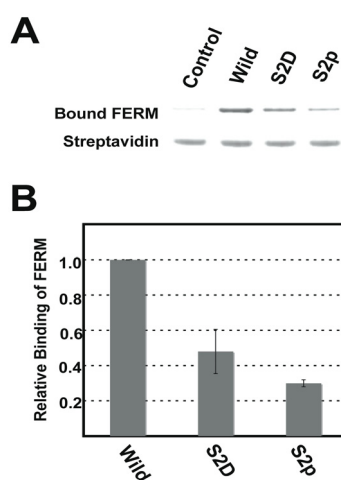 A
Control Wild S2D S2p
Bound FERM
Streptavidin
B
Relative Binding of FERM
1.0
0.8
0.6
0.4
0.2
Wild S2D S2p